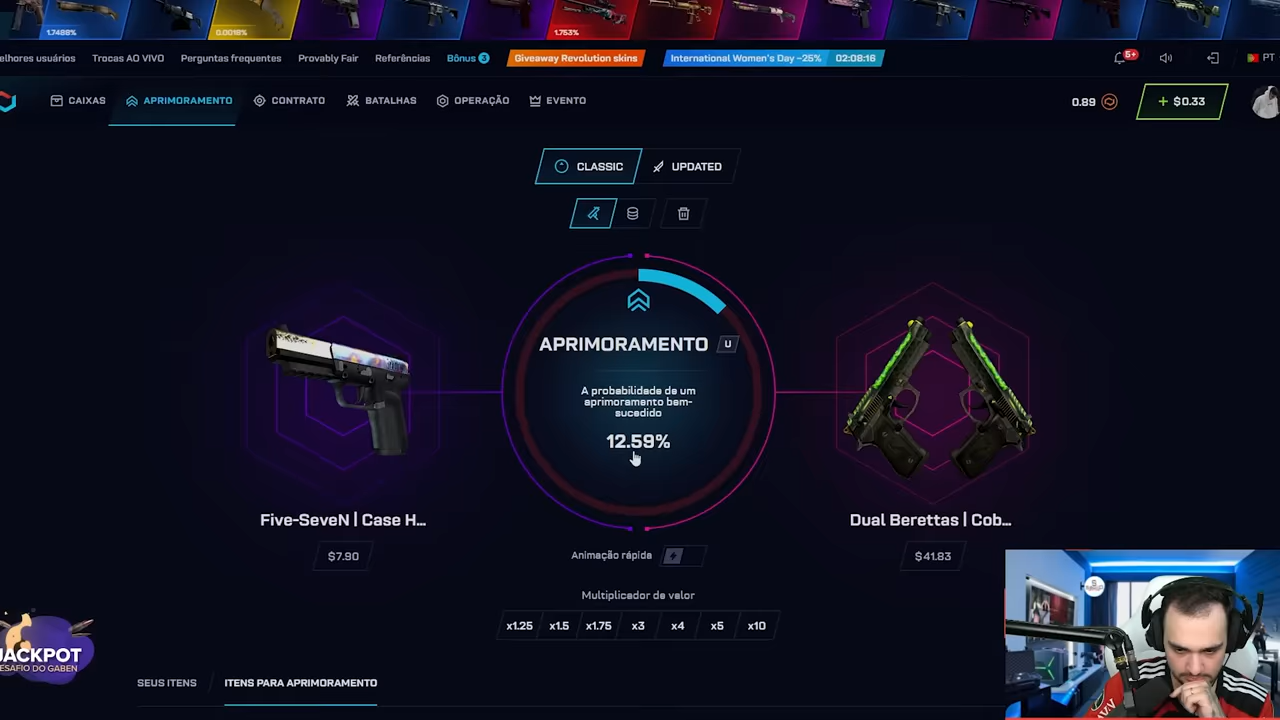 1.7488%
0.0018%
1.753%
elhores usuários Trocas AO VIVO Perguntas frequentes Provably Fair Referências Bônus 3 Giveaway Revolution skins International Women's Day -25% 02:08:16 5+ PT
CAIXAS APRIMORAMENTO CONTRATO BATALHAS OPERAÇÃO EVENTO 0.89 + $0.33
CLASSIC UPDATED
APRIMORAMENTO U
A probabilidade de um
aprimoramento bem-
sucedido
12.59%
Five-SeveN | Case H... Dual Berettas | Cob...
$7.90 Animação rápida $41.83
Multiplicador de valor
x1.25 x1.5 x1.75 x3 x4 x5 x10
JACKPOT
ESAFIO DO GABEN
SEUS ITENS ITENS PARA APRIMORAMENTO